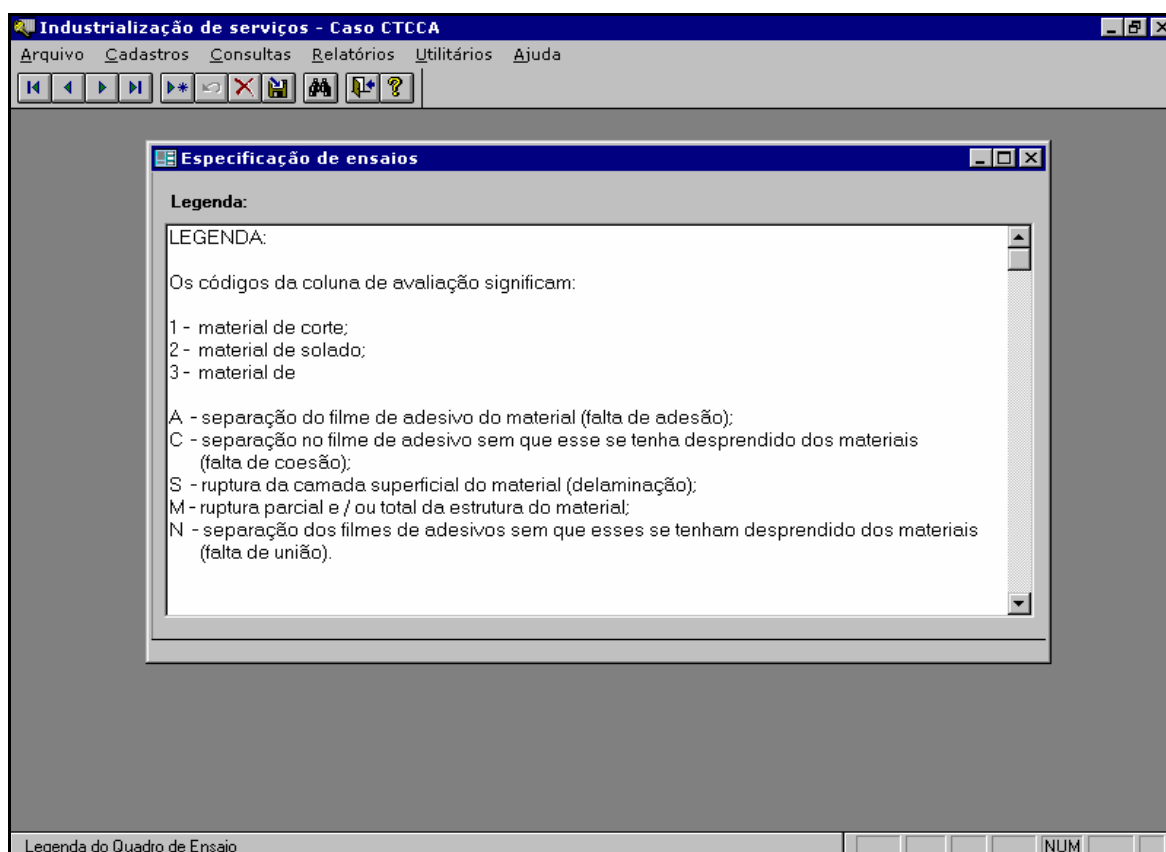 Industrialização de serviços - Caso CTCCA
Arquivo Cadastros Consultas Relatórios Utilitários Ajuda
Especificação de ensaios
Legenda:
LEGENDA:
Os códigos da coluna de avaliação significam:
1 - material de corte;
2 - material de solado;
3 - material de
A - separação do filme de adesivo do material (falta de adesão);
C - separação no filme de adesivo sem que esse se tenha desprendido dos materiais
(falta de coesão);
S - ruptura da camada superficial do material (delaminação);
M - ruptura parcial e / ou total da estrutura do material;
N - separação dos filmes de adesivos sem que esses se tenham desprendido dos materiais
(falta de união).
Legenda do Quadro de Ensaio NUM